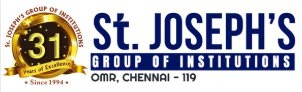 St. JOSEPH'S GROUP OF INSTITUTIONS
31
Years of Excellence
Since 1994
St. JOSEPH'S
GROUP OF INSTITUTIONS
OMR, CHENNAI - 119